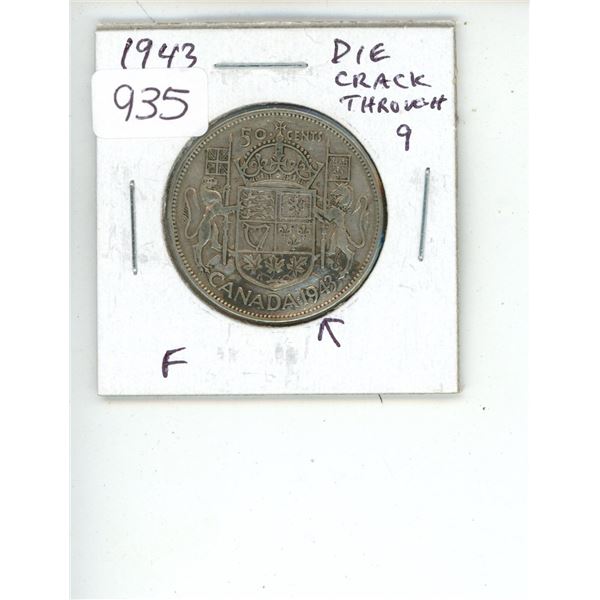 1943
935
DIE
CRACK
THROUGH
9
50 CENTS
CANADA·1943
F